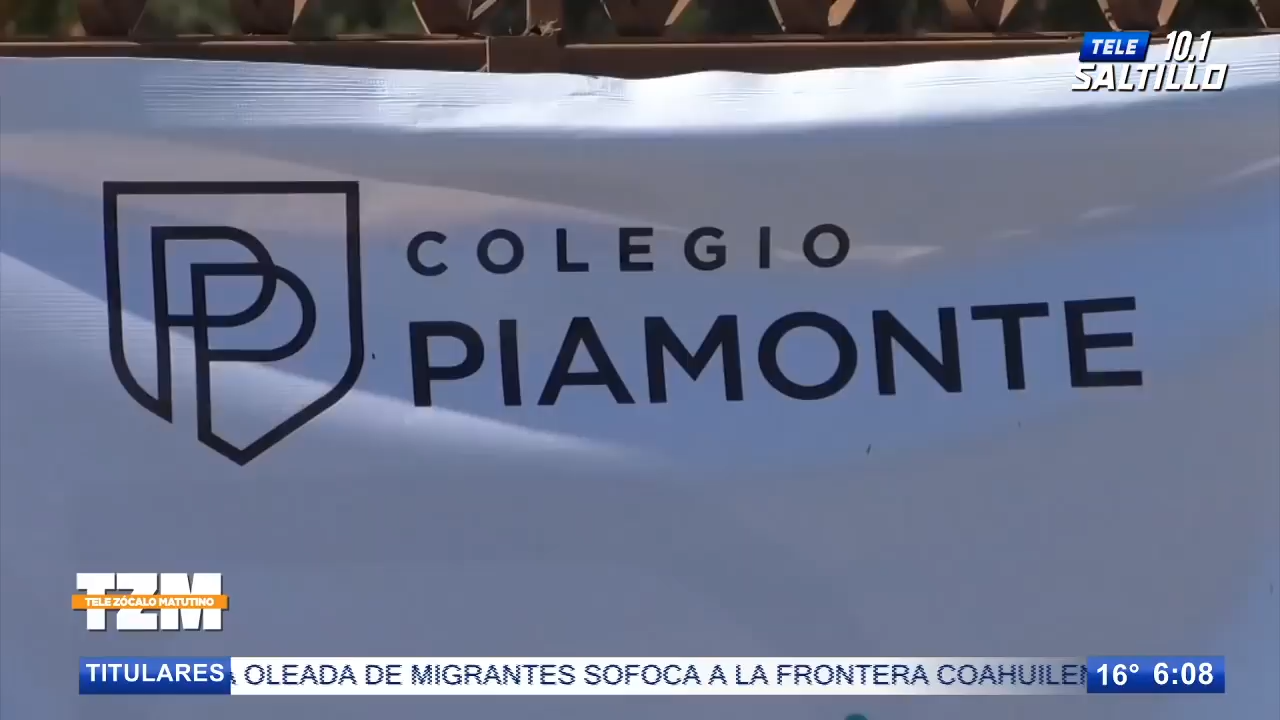 TELE 10.1
SALTILLO
COLEGIO
PIAMONTE
TZM
TELE ZÓCALO MATUTINO
TITULARES OLEADA DE MIGRANTES SOFOCA A LA FRONTERA 16° 6:08